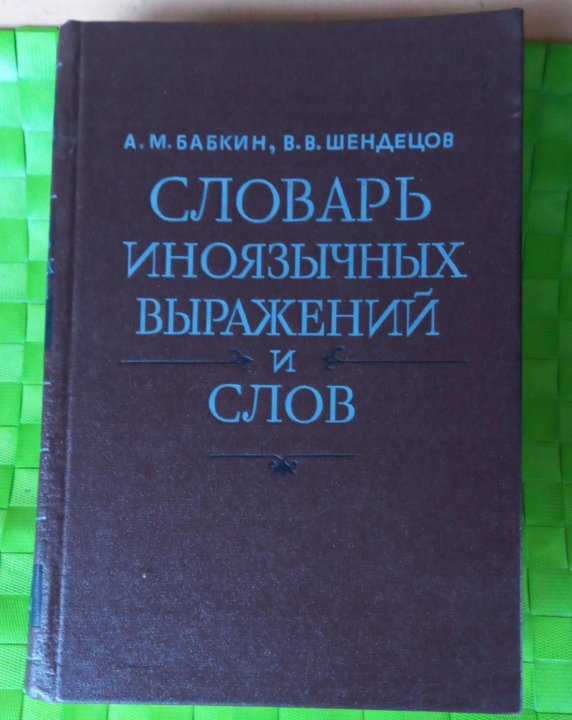 А. М. БАБКИН, В. В. ШЕНДЕЦОВ
СЛОВАРЬ
ИНОЯЗЫЧНЫХ
ВЫРАЖЕНИЙ
И
СЛОВ